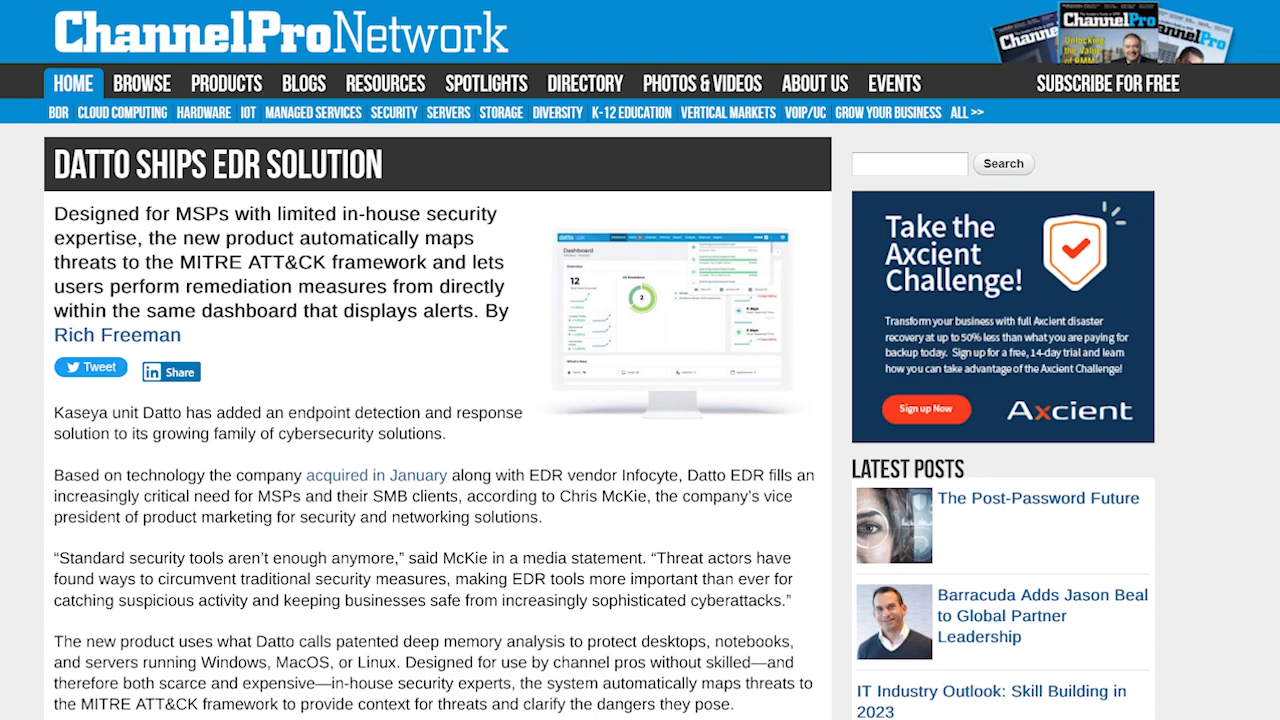 ChannelProNetwork
ChannelPro
Unlocking
the Value
of RMM
HOME BROWSE PRODUCTS BLOGS RESOURCES SPOTLIGHTS DIRECTORY PHOTOS & VIDEOS ABOUT US EVENTS SUBSCRIBE FOR FREE
BDR CLOUD COMPUTING HARDWARE IOT MANAGED SERVICES SECURITY SERVERS STORAGE DIVERSITY K-12 EDUCATION VERTICAL MARKETS VOIP/UC GROW YOUR BUSINESS ALL >>
DATTO SHIPS EDR SOLUTION
Designed for MSPs with limited in-house security
expertise, the new product automatically maps
threats to the MITRE ATT&CK framework and lets
users perform remediation measures from directly
within the same dashboard that displays alerts. By
Rich Freeman
Tweet
in Share
datto
Dashboard
Overview
12
2
What's New
Kaseya unit Datto has added an endpoint detection and response
solution to its growing family of cybersecurity solutions.
Based on technology the company acquired in January along with EDR vendor Infocyte, Datto EDR fills an
increasingly critical need for MSPs and their SMB clients, according to Chris McKie, the company’s vice
president of product marketing for security and networking solutions.
“Standard security tools aren’t enough anymore,” said McKie in a media statement. “Threat actors have
found ways to circumvent traditional security measures, making EDR tools more important than ever for
catching suspicious activity and keeping businesses safe from increasingly sophisticated cyberattacks.”
The new product uses what Datto calls patented deep memory analysis to protect desktops, notebooks,
and servers running Windows, MacOS, or Linux. Designed for use by channel pros without skilled—and
therefore both scarce and expensive—in-house security experts, the system automatically maps threats to
the MITRE ATT&CK framework to provide context for threats and clarify the dangers they pose.
Search
Take the
Axcient
Challenge!
Transform your business with full Axcient disaster
recovery at up to 50% less than what you are paying for
backup today. Sign up for a free, 14-day trial and learn
how you can take advantage of the Axcient Challenge!
Sign up Now
Axcient
LATEST POSTS
The Post-Password Future
Barracuda Adds Jason Beal
to Global Partner
Leadership
IT Industry Outlook: Skill Building in
2023